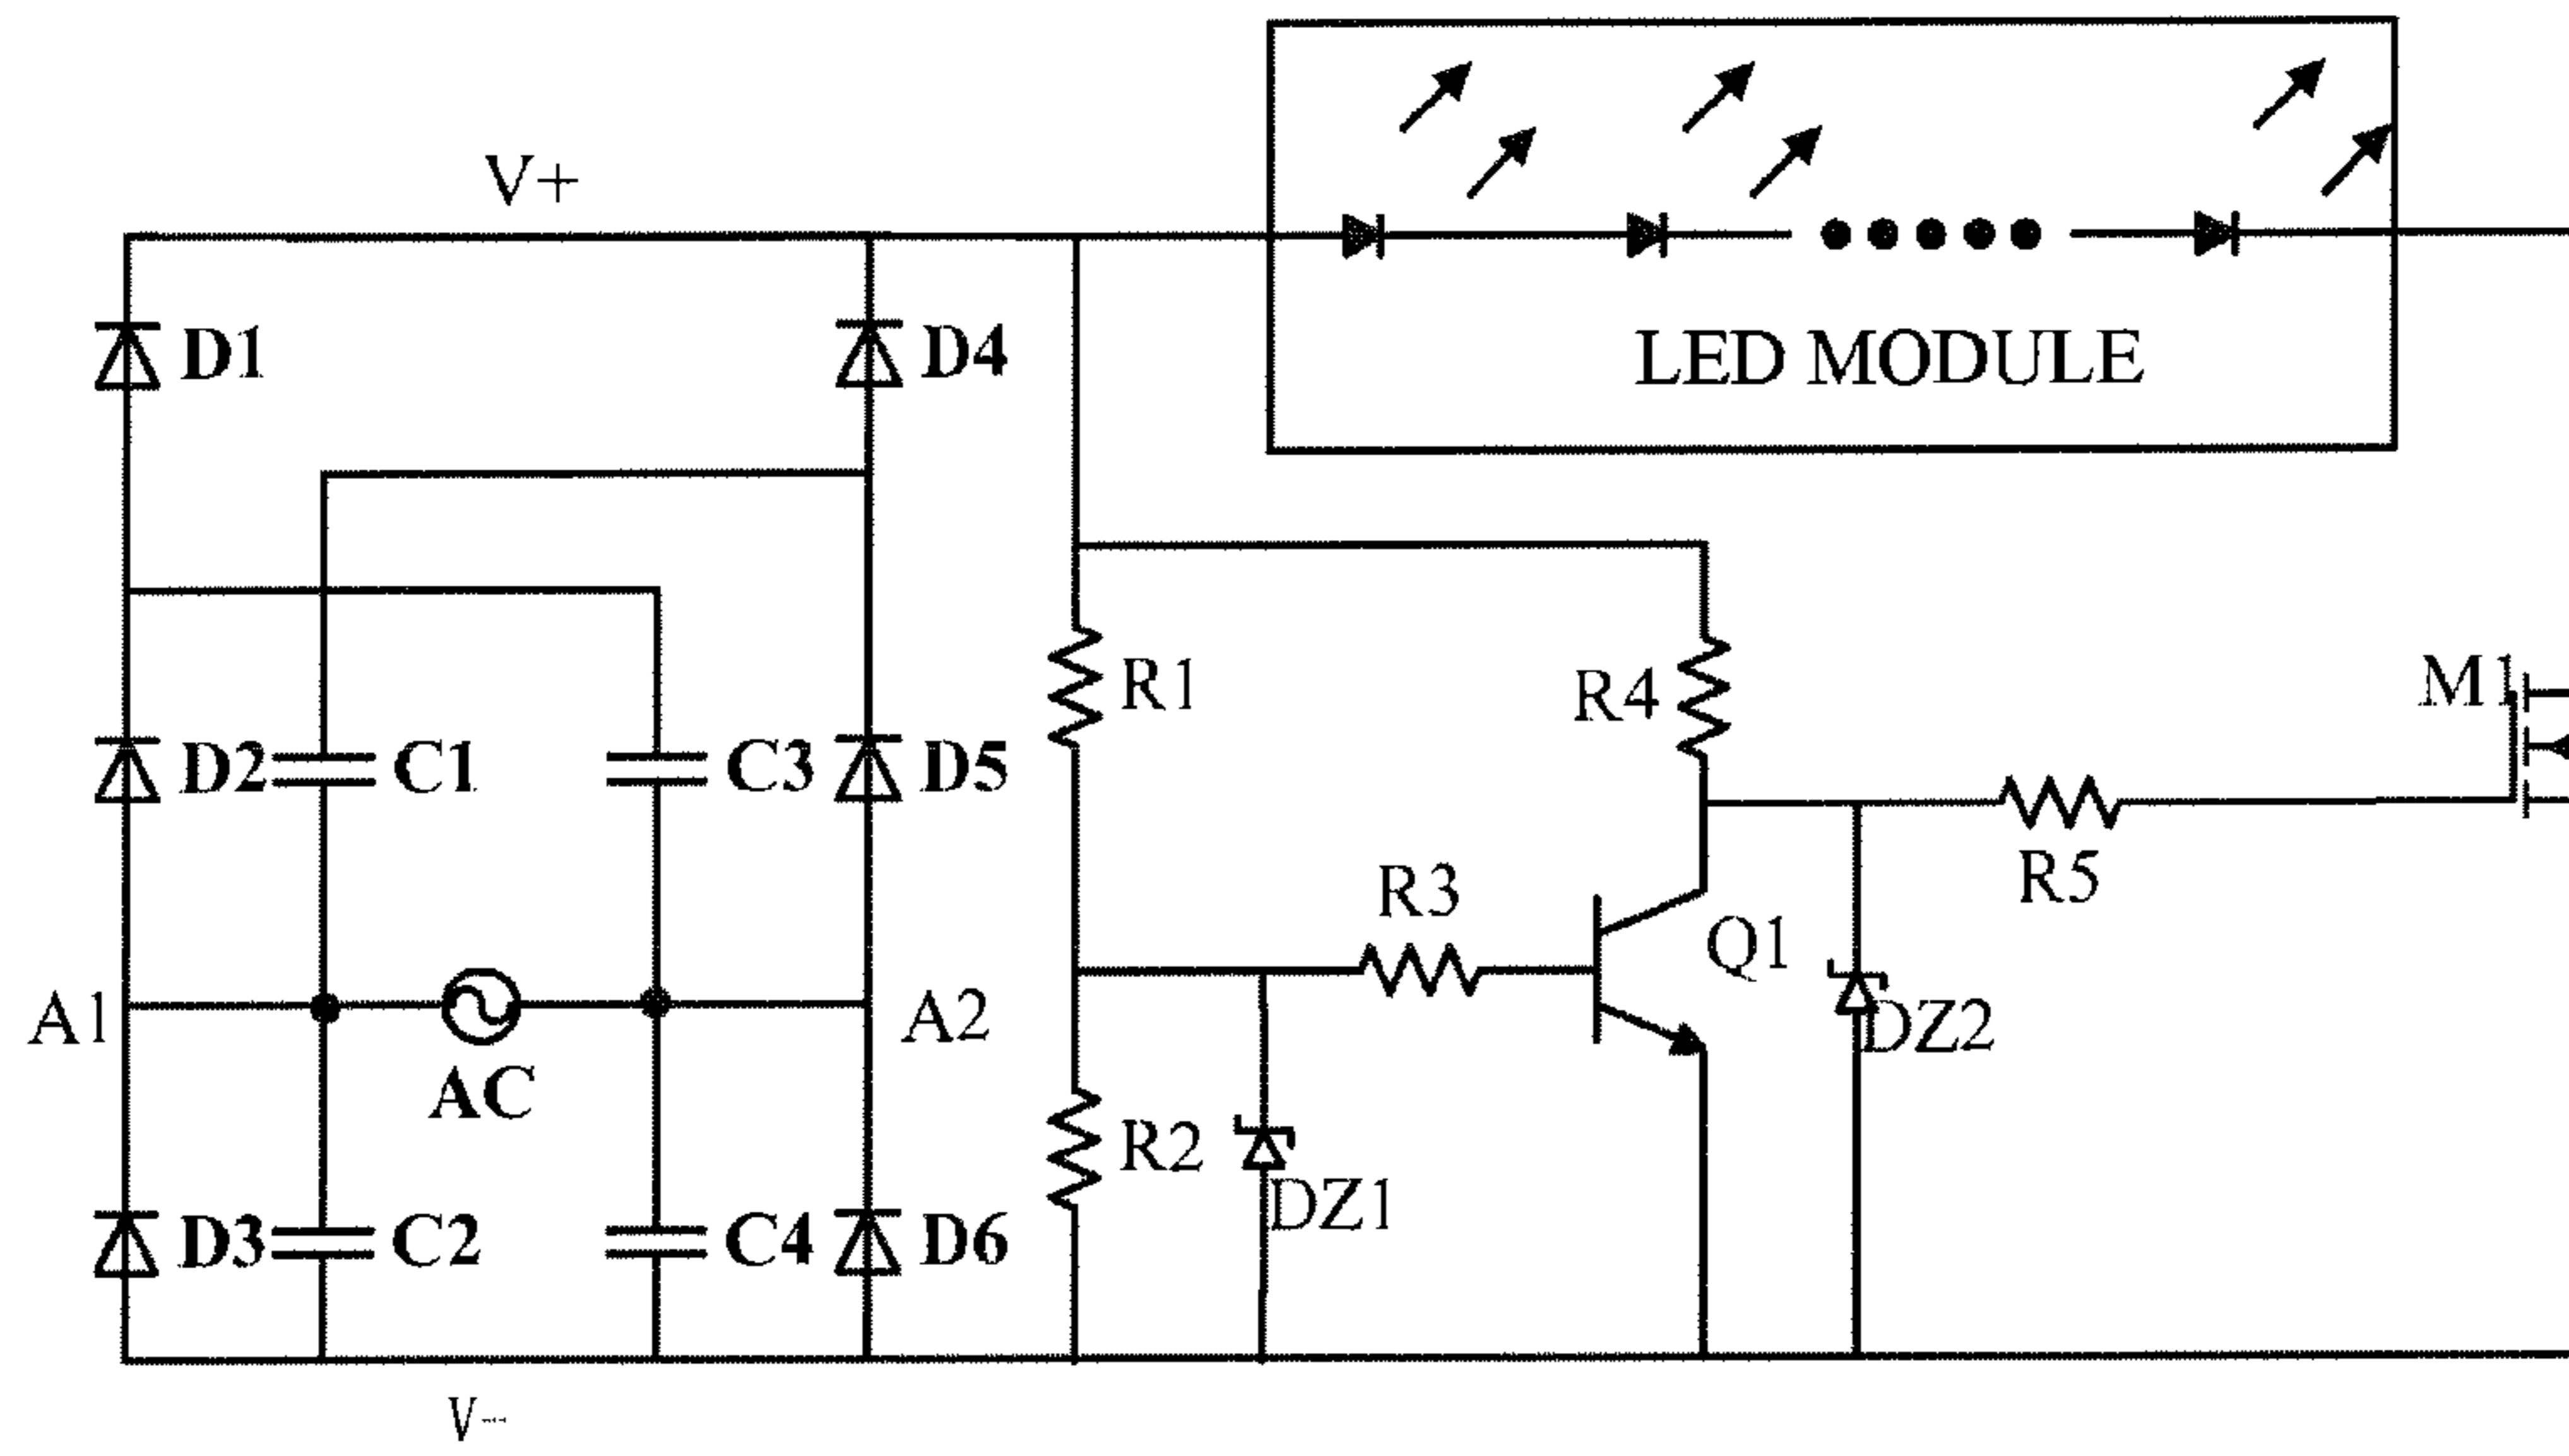 V+
D1
D4
LED MODULE
R1
R4
M1
D2
C1
C3
D5
R5
R3
Q1
A1
A2
DZ2
AC
R2
DZ1
D3
C2
C4
D6
V-